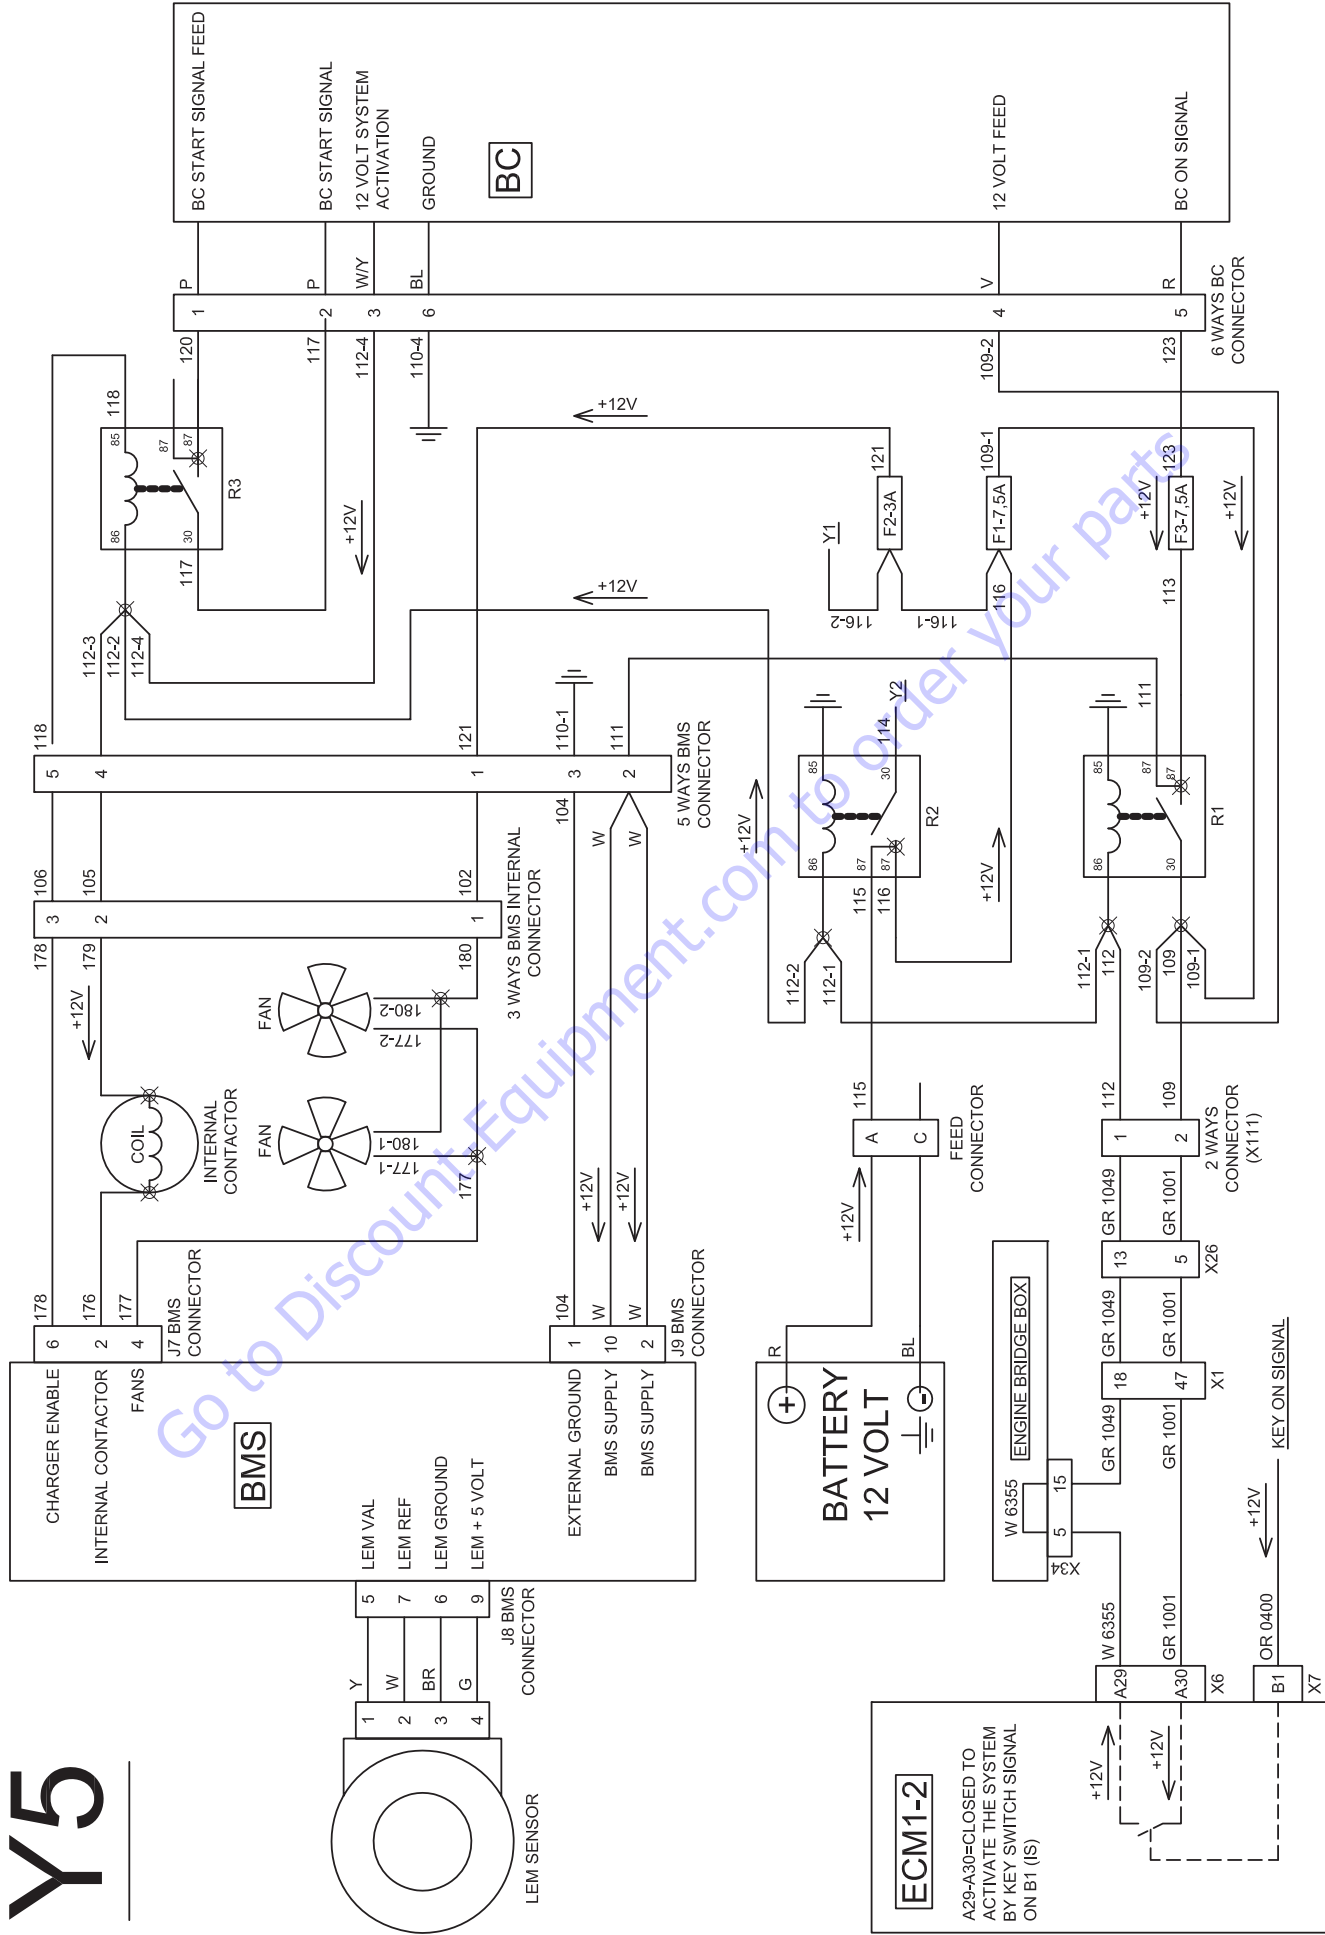 Y5
LEM SENSOR
1
2
3
4
Y
W
BR
G
5
7
6
9
J8 BMS
CONNECTOR
LEM VAL
LEM REF
LEM GROUND
LEM + 5 VOLT
BMS
CHARGER ENABLE
INTERNAL CONTACTOR
FANS
EXTERNAL GROUND
BMS SUPPLY
BMS SUPPLY
6
2
4
J7 BMS
CONNECTOR
178
176
177
1
10
2
J9 BMS
CONNECTOR
104
W
W
COIL
INTERNAL
CONTACTOR
+12V
FAN
FAN
177
177-1
180-1
177-2
180-2
+12V
+12V
178
179
180
3
2
1
3 WAYS BMS INTERNAL
CONNECTOR
106
105
102
104
W
W
5
4
1
3
2
5 WAYS BMS
CONNECTOR
118
121
110-1
111
112-3
112-2
112-4
117
86
30
85
87
87
R3
118
+12V
+12V
+12V
120
117
112-4
110-4
109-2
123
1
2
3
6
4
5
6 WAYS BC
CONNECTOR
P
P
W/Y
BL
V
R
BC START SIGNAL FEED
BC START SIGNAL
12 VOLT SYSTEM
ACTIVATION
GROUND
BC
12 VOLT FEED
BC ON SIGNAL
BATTERY
12 VOLT
+
-
R
BL
+12V
A
C
FEED
CONNECTOR
115
112-2
112-1
115
116
86
87
87
85
30
R2
114
Y2
+12V
+12V
Y1
116-2
116-1
116
F2-3A
121
F1-7,5A
109-1
F3-7,5A
113
123
+12V
+12V
ECM1-2
A29-A30=CLOSED TO
ACTIVATE THE SYSTEM
BY KEY SWITCH SIGNAL
ON B1 (IS)
+12V
+12V
A29
A30
X6
B1
X7
W 6355
GR 1001
OR 0400
+12V
KEY ON SIGNAL
X34
5
15
W 6355
ENGINE BRIDGE BOX
GR 1049
GR 1001
18
47
X1
GR 1049
GR 1001
13
5
X26
GR 1049
GR 1001
1
2
2 WAYS
CONNECTOR
(X111)
112
109
112-1
112
109-2
109
109-1
86
30
85
87
87
R1
111
Go to Discount-Equipment.com to order your parts